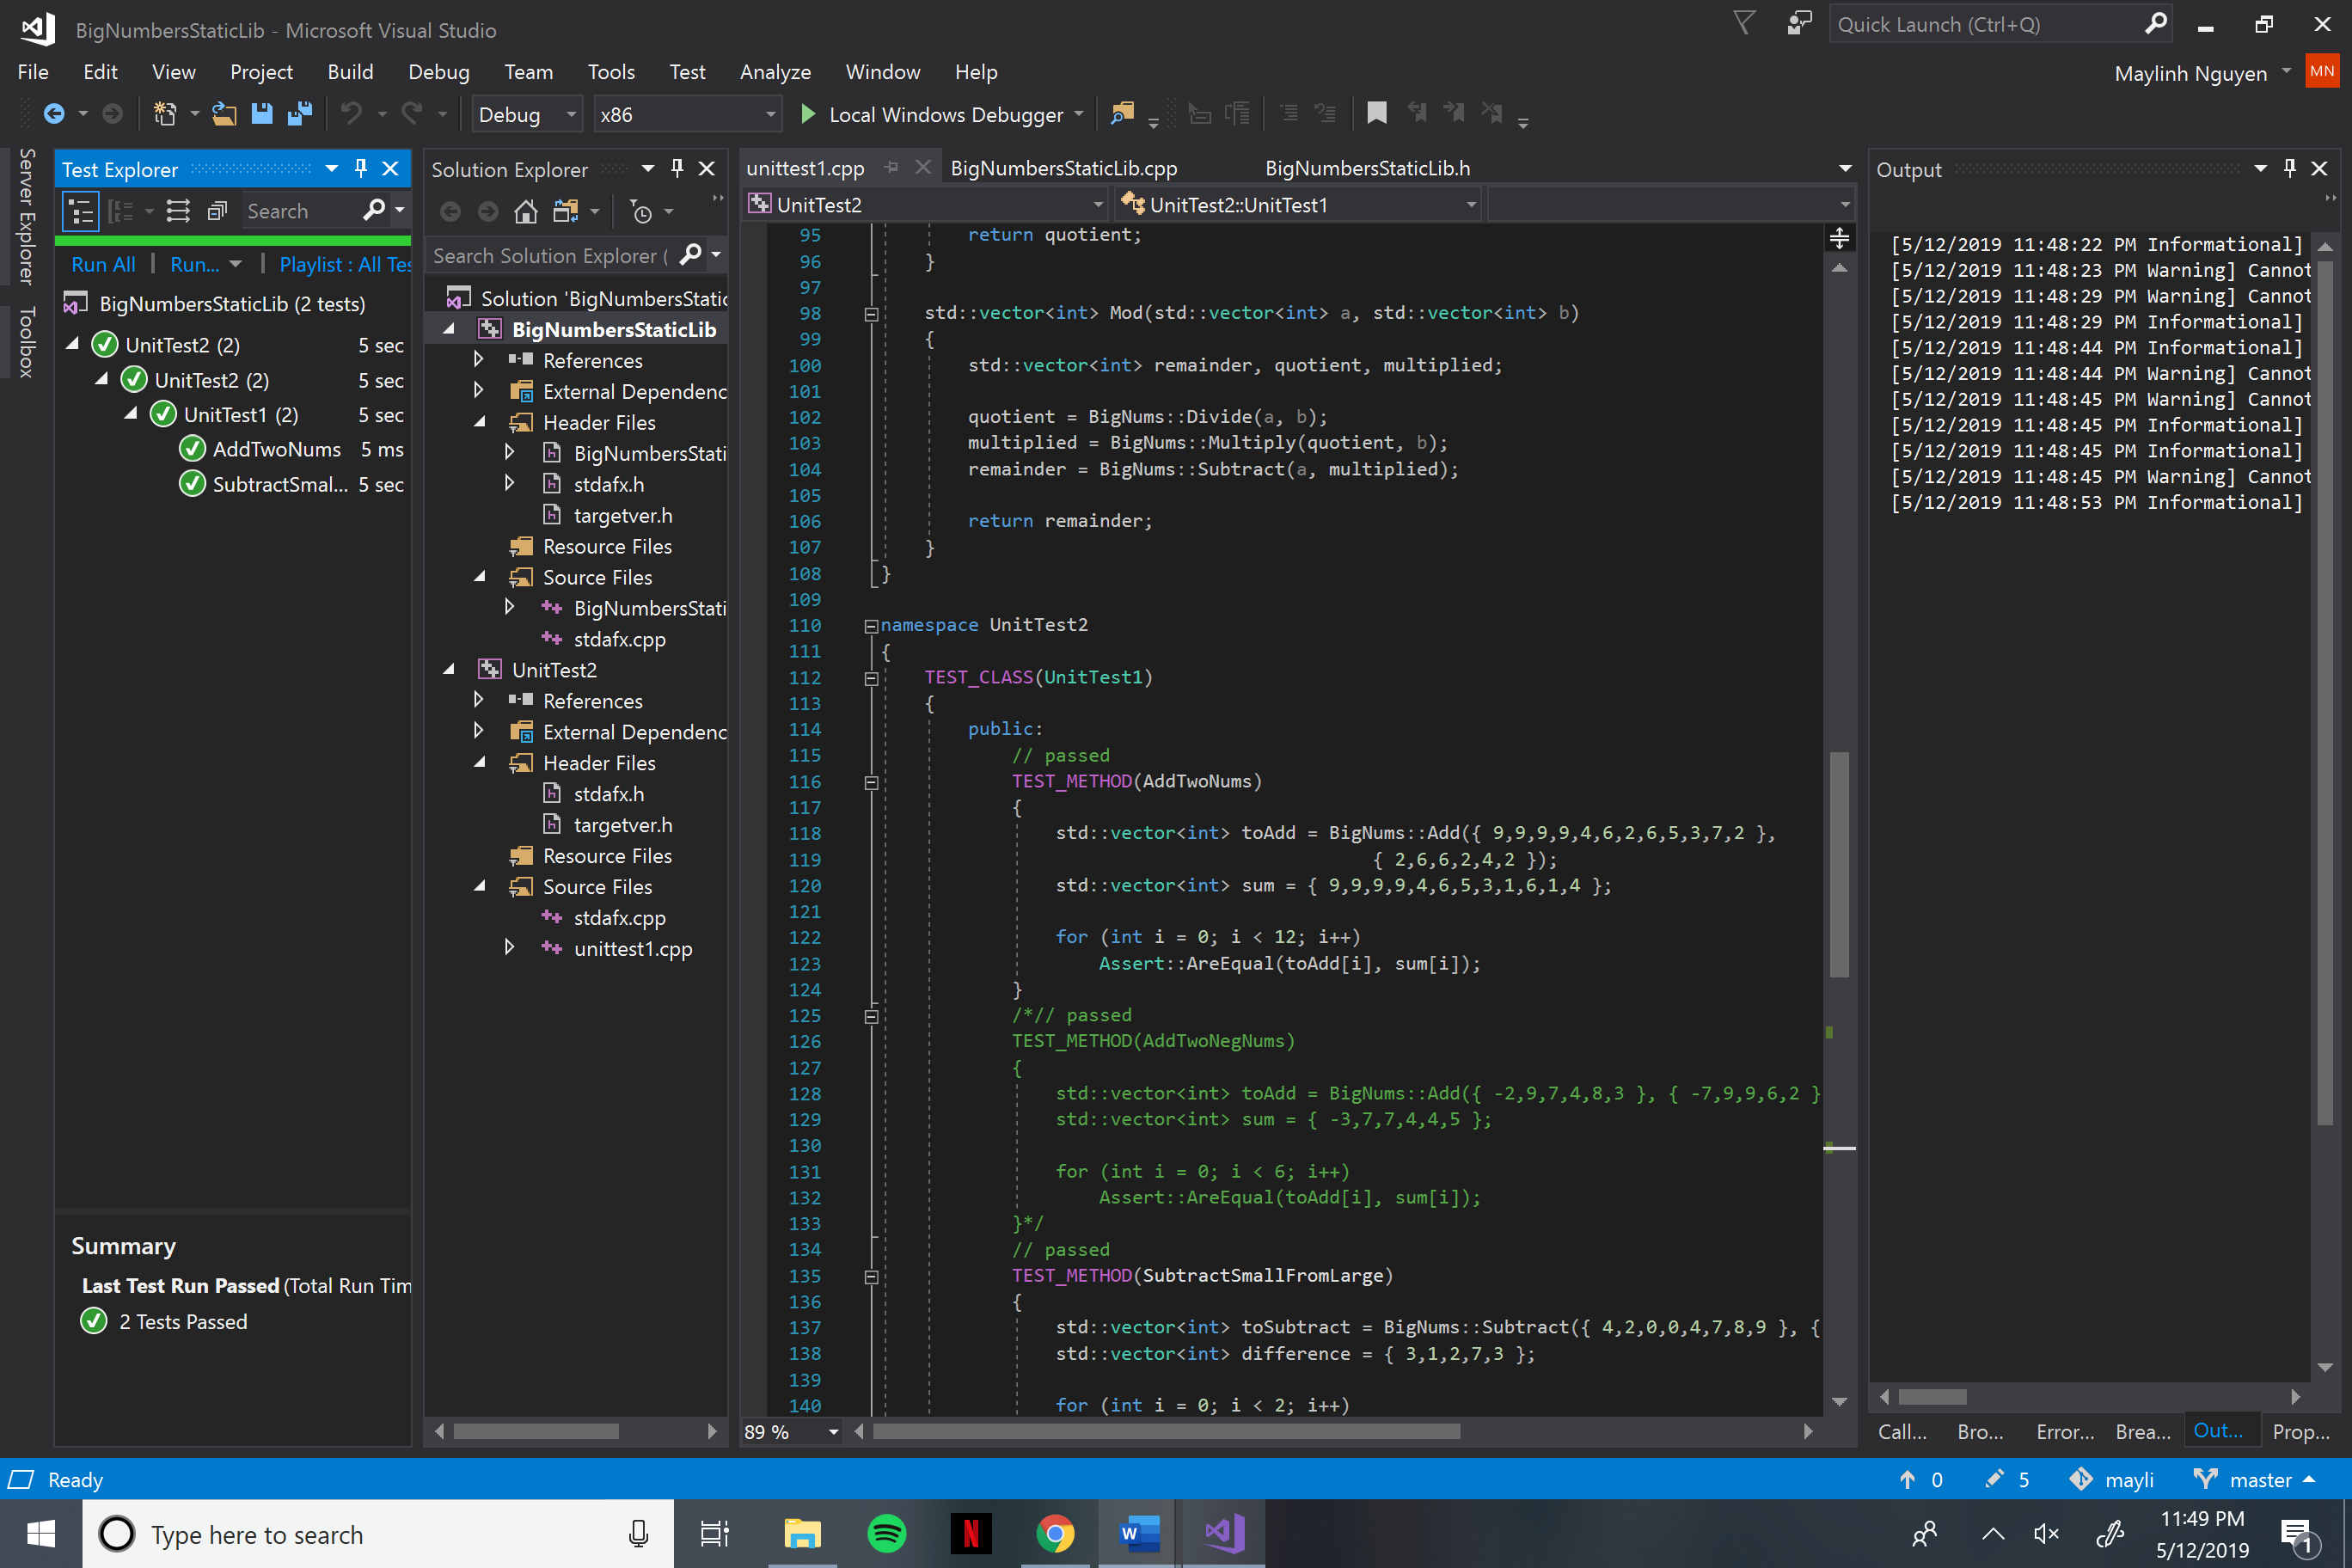 BigNumbersStaticLib - Microsoft Visual Studio
Quick Launch (Ctrl+Q)
File Edit View Project Build Debug Team Tools Test Analyze Window Help
Maylinh Nguyen MN
Debug x86 Local Windows Debugger
Server Explorer
Toolbox
Test Explorer
Search
Run All | Run... | Playlist : All Tes
BigNumbersStaticLib (2 tests)
UnitTest2 (2) 5 sec
UnitTest2 (2) 5 sec
UnitTest1 (2) 5 sec
AddTwoNums 5 ms
SubtractSmal... 5 sec
Summary
Last Test Run Passed (Total Run Tim
2 Tests Passed
Solution Explorer
Search Solution Explorer (
Solution 'BigNumbersStatic
BigNumbersStaticLib
References
External Dependenc
Header Files
BigNumbersStati
stdafx.h
targetver.h
Resource Files
Source Files
BigNumbersStati
stdafx.cpp
UnitTest2
References
External Dependenc
Header Files
stdafx.h
targetver.h
Resource Files
Source Files
stdafx.cpp
unittest1.cpp
unittest1.cpp BigNumbersStaticLib.cpp BigNumbersStaticLib.h
UnitTest2 UnitTest2::UnitTest1
95 return quotient;
96 }
97
98 std::vector<int> Mod(std::vector<int> a, std::vector<int> b)
99 {
100 std::vector<int> remainder, quotient, multiplied;
101
102 quotient = BigNums::Divide(a, b);
103 multiplied = BigNums::Multiply(quotient, b);
104 remainder = BigNums::Subtract(a, multiplied);
105
106 return remainder;
107 }
108 }
109
110 namespace UnitTest2
111 {
112 TEST_CLASS(UnitTest1)
113 {
114 public:
115 // passed
116 TEST_METHOD(AddTwoNums)
117 {
118 std::vector<int> toAdd = BigNums::Add({ 9,9,9,9,4,6,2,6,5,3,7,2 },
119 { 2,6,6,2,4,2 });
120 std::vector<int> sum = { 9,9,9,9,4,6,5,3,1,6,1,4 };
121
122 for (int i = 0; i < 12; i++)
123 Assert::AreEqual(toAdd[i], sum[i]);
124 }
125 /*// passed
126 TEST_METHOD(AddTwoNegNums)
127 {
128 std::vector<int> toAdd = BigNums::Add({ -2,9,7,4,8,3 }, { -7,9,9,6,2 }
129 std::vector<int> sum = { -3,7,7,4,4,5 };
130
131 for (int i = 0; i < 6; i++)
132 Assert::AreEqual(toAdd[i], sum[i]);
133 }*/
134 // passed
135 TEST_METHOD(SubtractSmallFromLarge)
136 {
137 std::vector<int> toSubtract = BigNums::Subtract({ 4,2,0,0,4,7,8,9 }, {
138 std::vector<int> difference = { 3,1,2,7,3 };
139
140 for (int i = 0; i < 2; i++)
89 %
Output
[5/12/2019 11:48:22 PM Informational]
[5/12/2019 11:48:23 PM Warning] Cannot
[5/12/2019 11:48:29 PM Warning] Cannot
[5/12/2019 11:48:29 PM Informational]
[5/12/2019 11:48:44 PM Informational]
[5/12/2019 11:48:44 PM Warning] Cannot
[5/12/2019 11:48:45 PM Warning] Cannot
[5/12/2019 11:48:45 PM Informational]
[5/12/2019 11:48:45 PM Informational]
[5/12/2019 11:48:45 PM Warning] Cannot
[5/12/2019 11:48:53 PM Informational]
Call... Bro... Error... Brea... Out... Prop...
Ready 0 5 mayli master
Type here to search
N
W
11:49 PM
5/12/2019
1